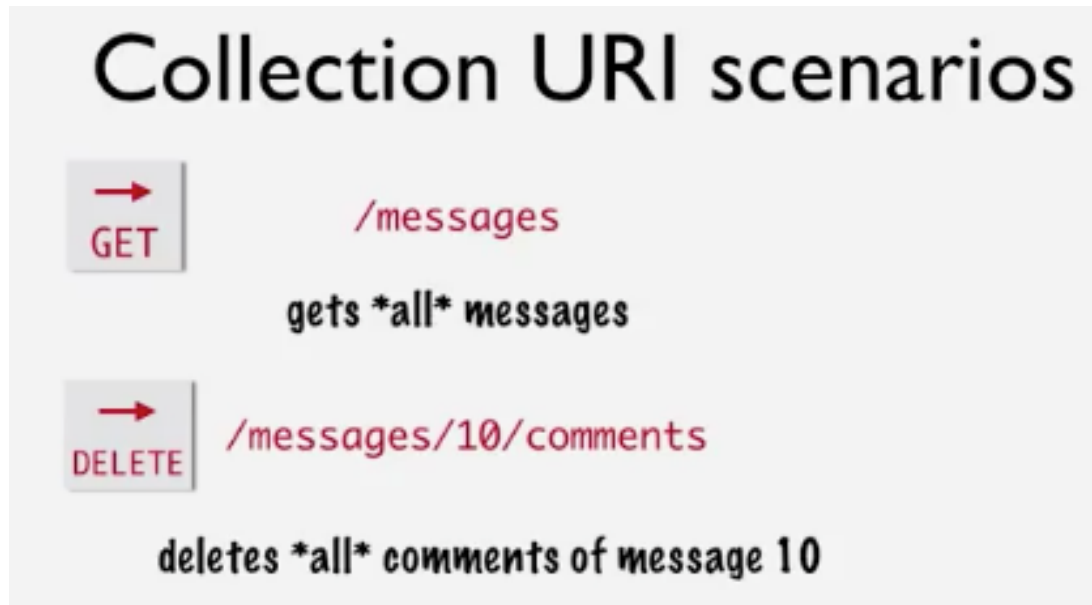 Collection URI scenarios
GET
/messages
gets *all* messages
DELETE
/messages/10/comments
deletes *all* comments of message 10